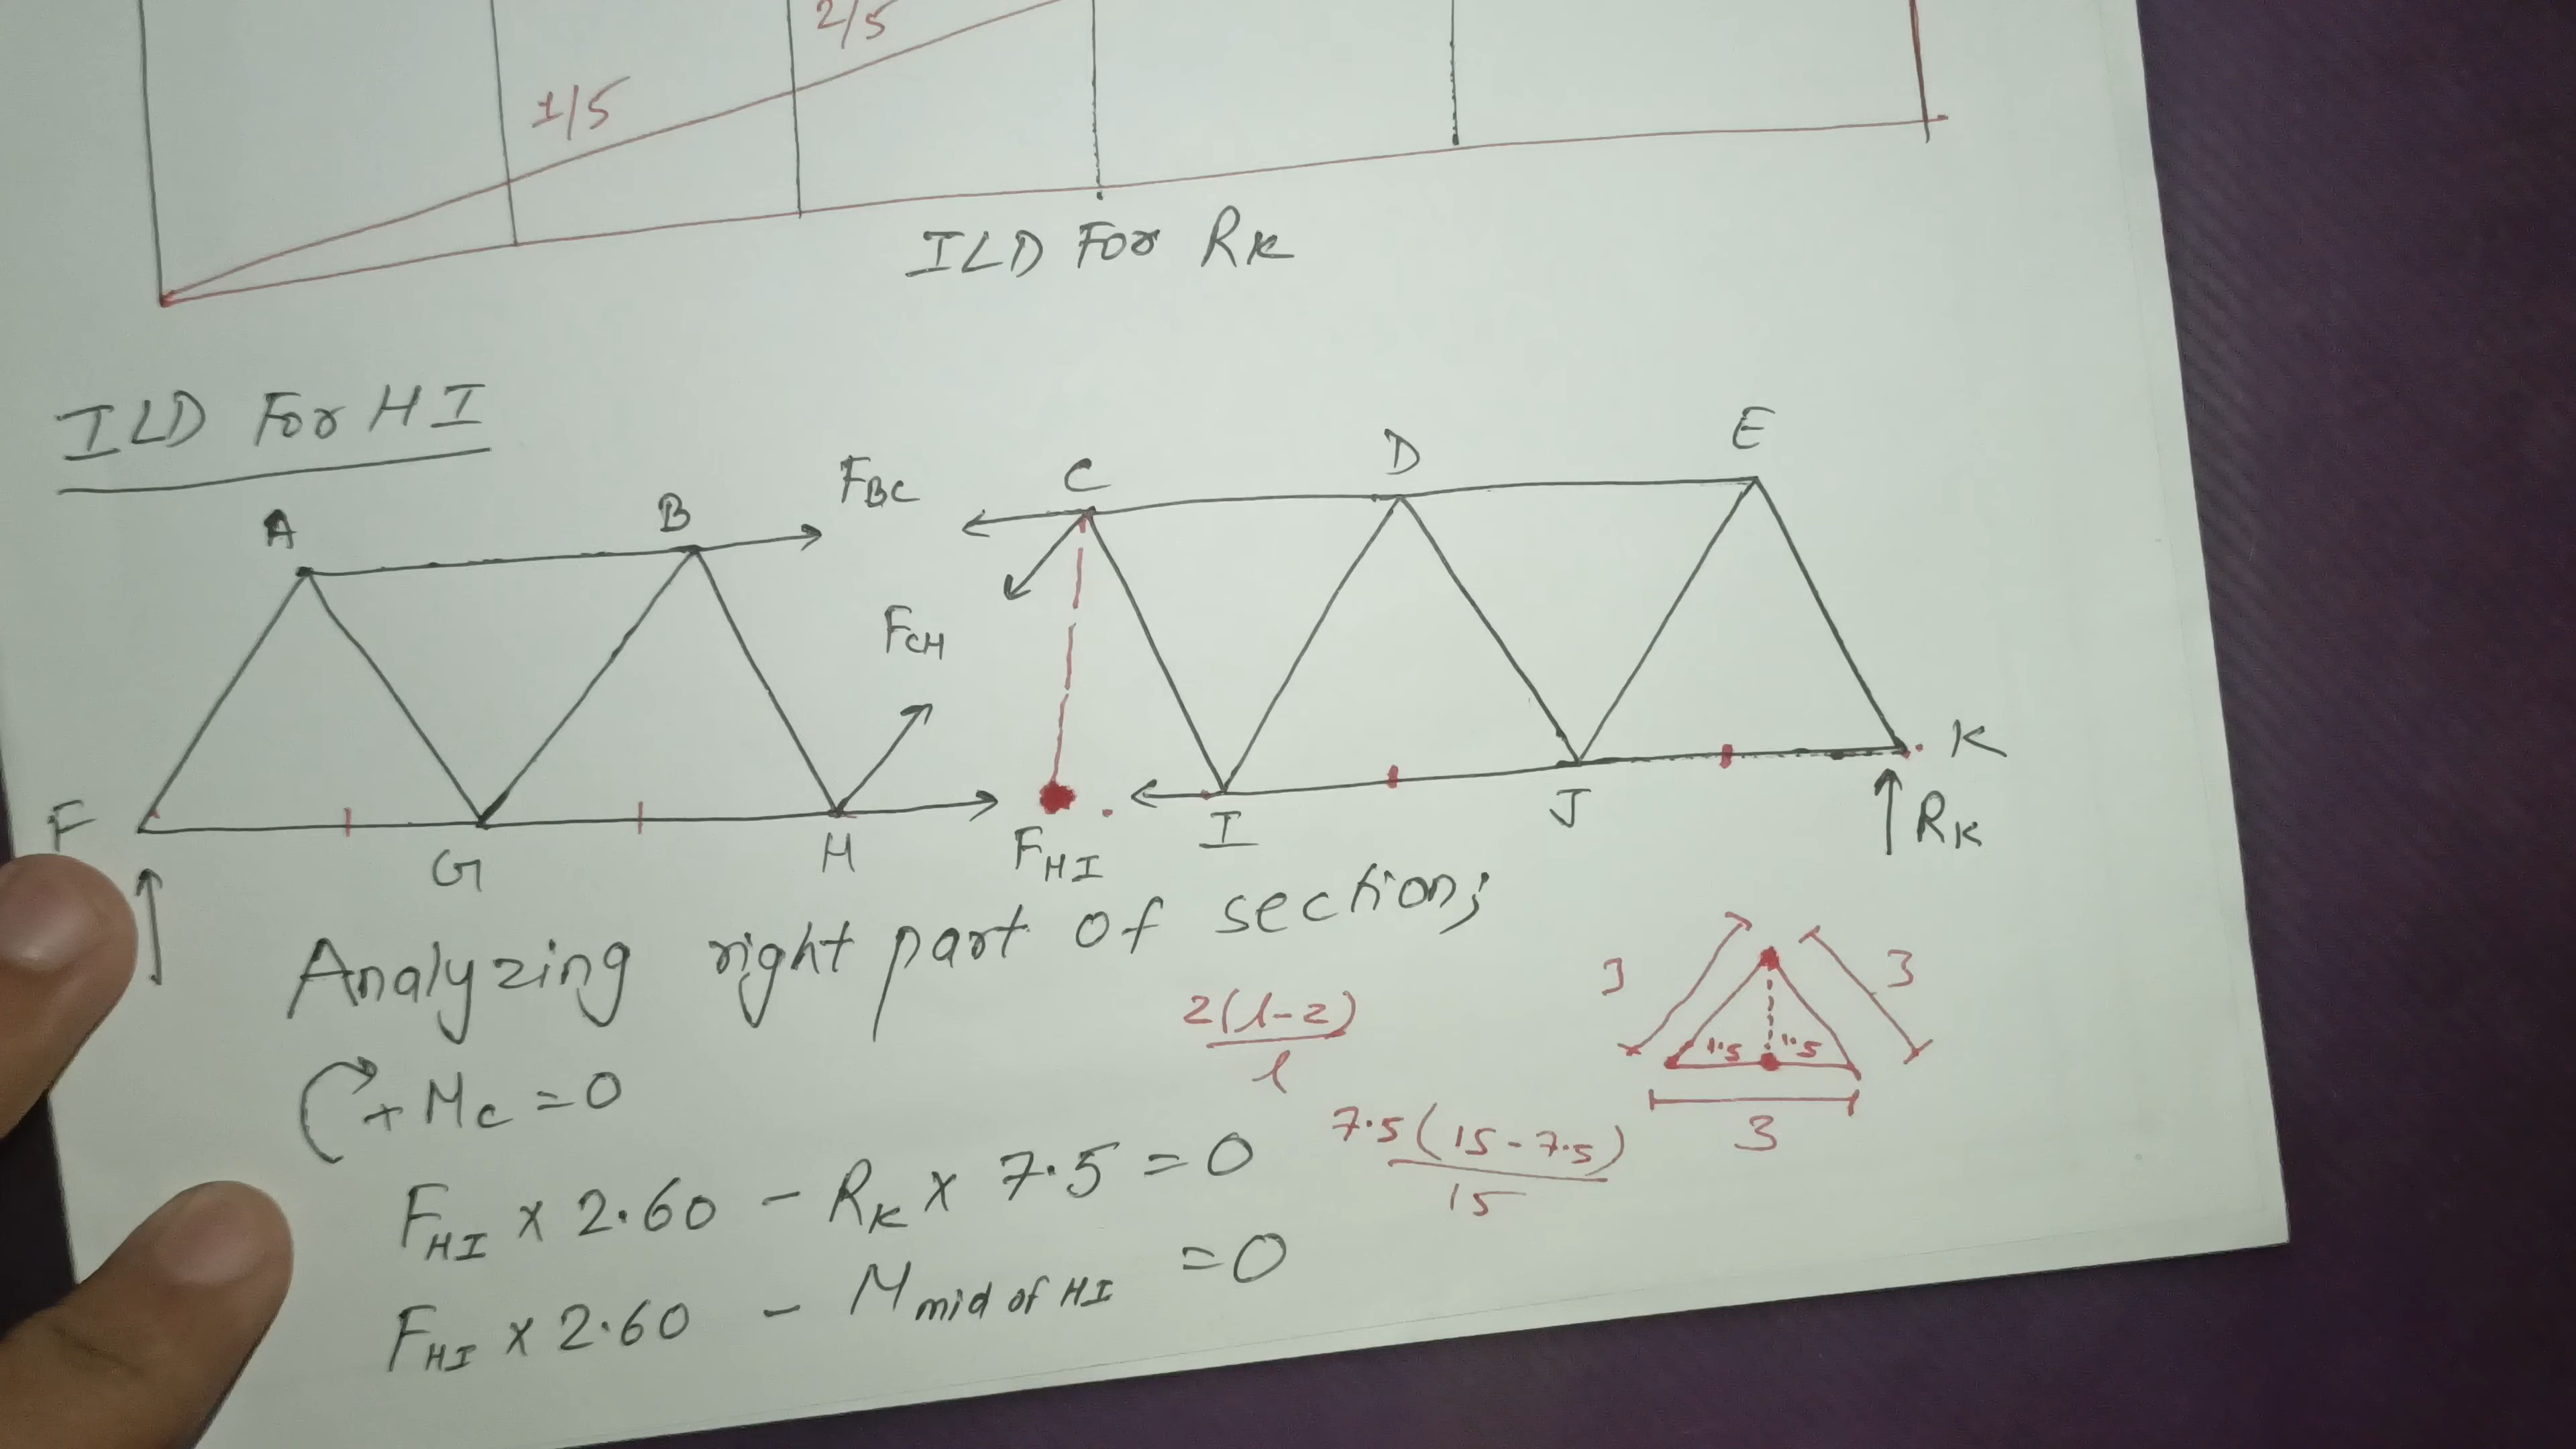 2/5
1/5
ILD For RK
ILD For HI
A
B
FBC
C
D
E
FCH
F
G
H
FHI
I
J
K
RK
Analyzing right part of section;
2(l-2)
l
3
3
1.5 1.5
3
+ Mc = 0
7.5(15-7.5)
15
FHI × 2.60 - RK × 7.5 = 0
FHI × 2.60 - M mid of HI = 0